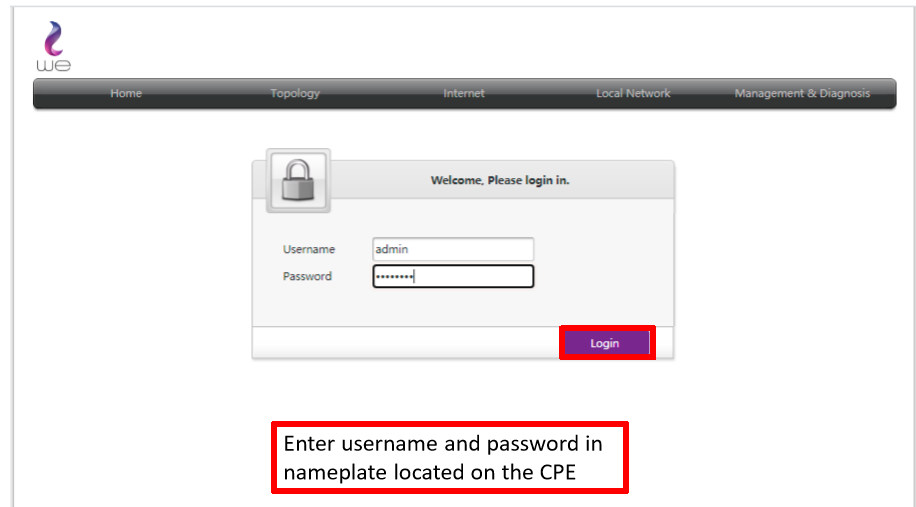 we
Home Topology Internet Local Network Management & Diagnosis
Welcome, Please login in.
Username admin
Password ••••••••
Login
Enter username and password in
nameplate located on the CPE